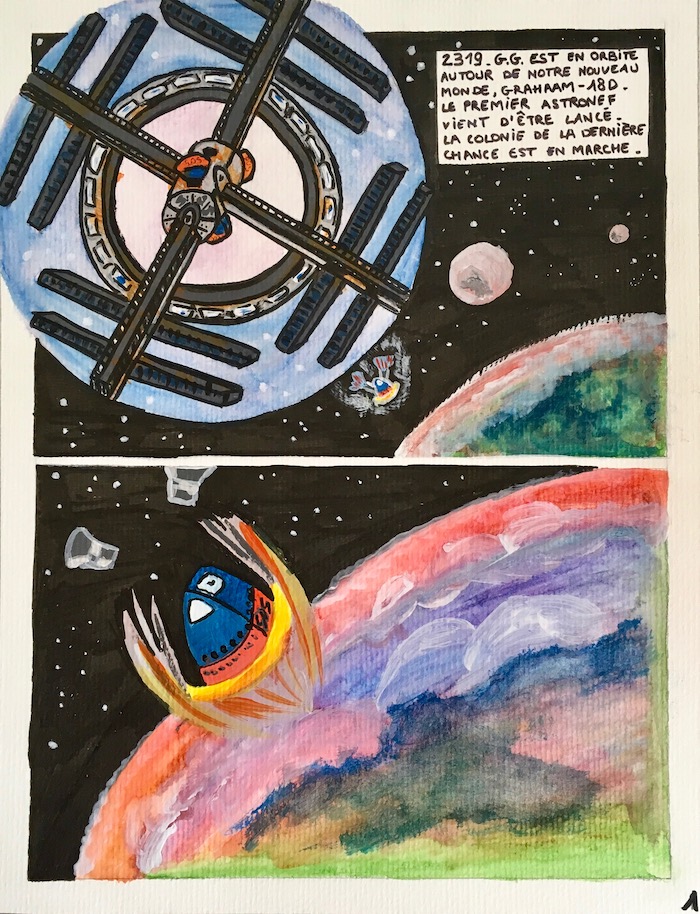 2319. G.G. EST EN ORBITE
AUTOUR DE NOTRE NOUVEAU
MONDE, GRAHAAM-18D.
LE PREMIER ASTRONEF
VIENT D'ÊTRE LANCÉ.
LA COLONIE DE LA DERNIÈRE
CHANCE EST EN MARCHE.
1